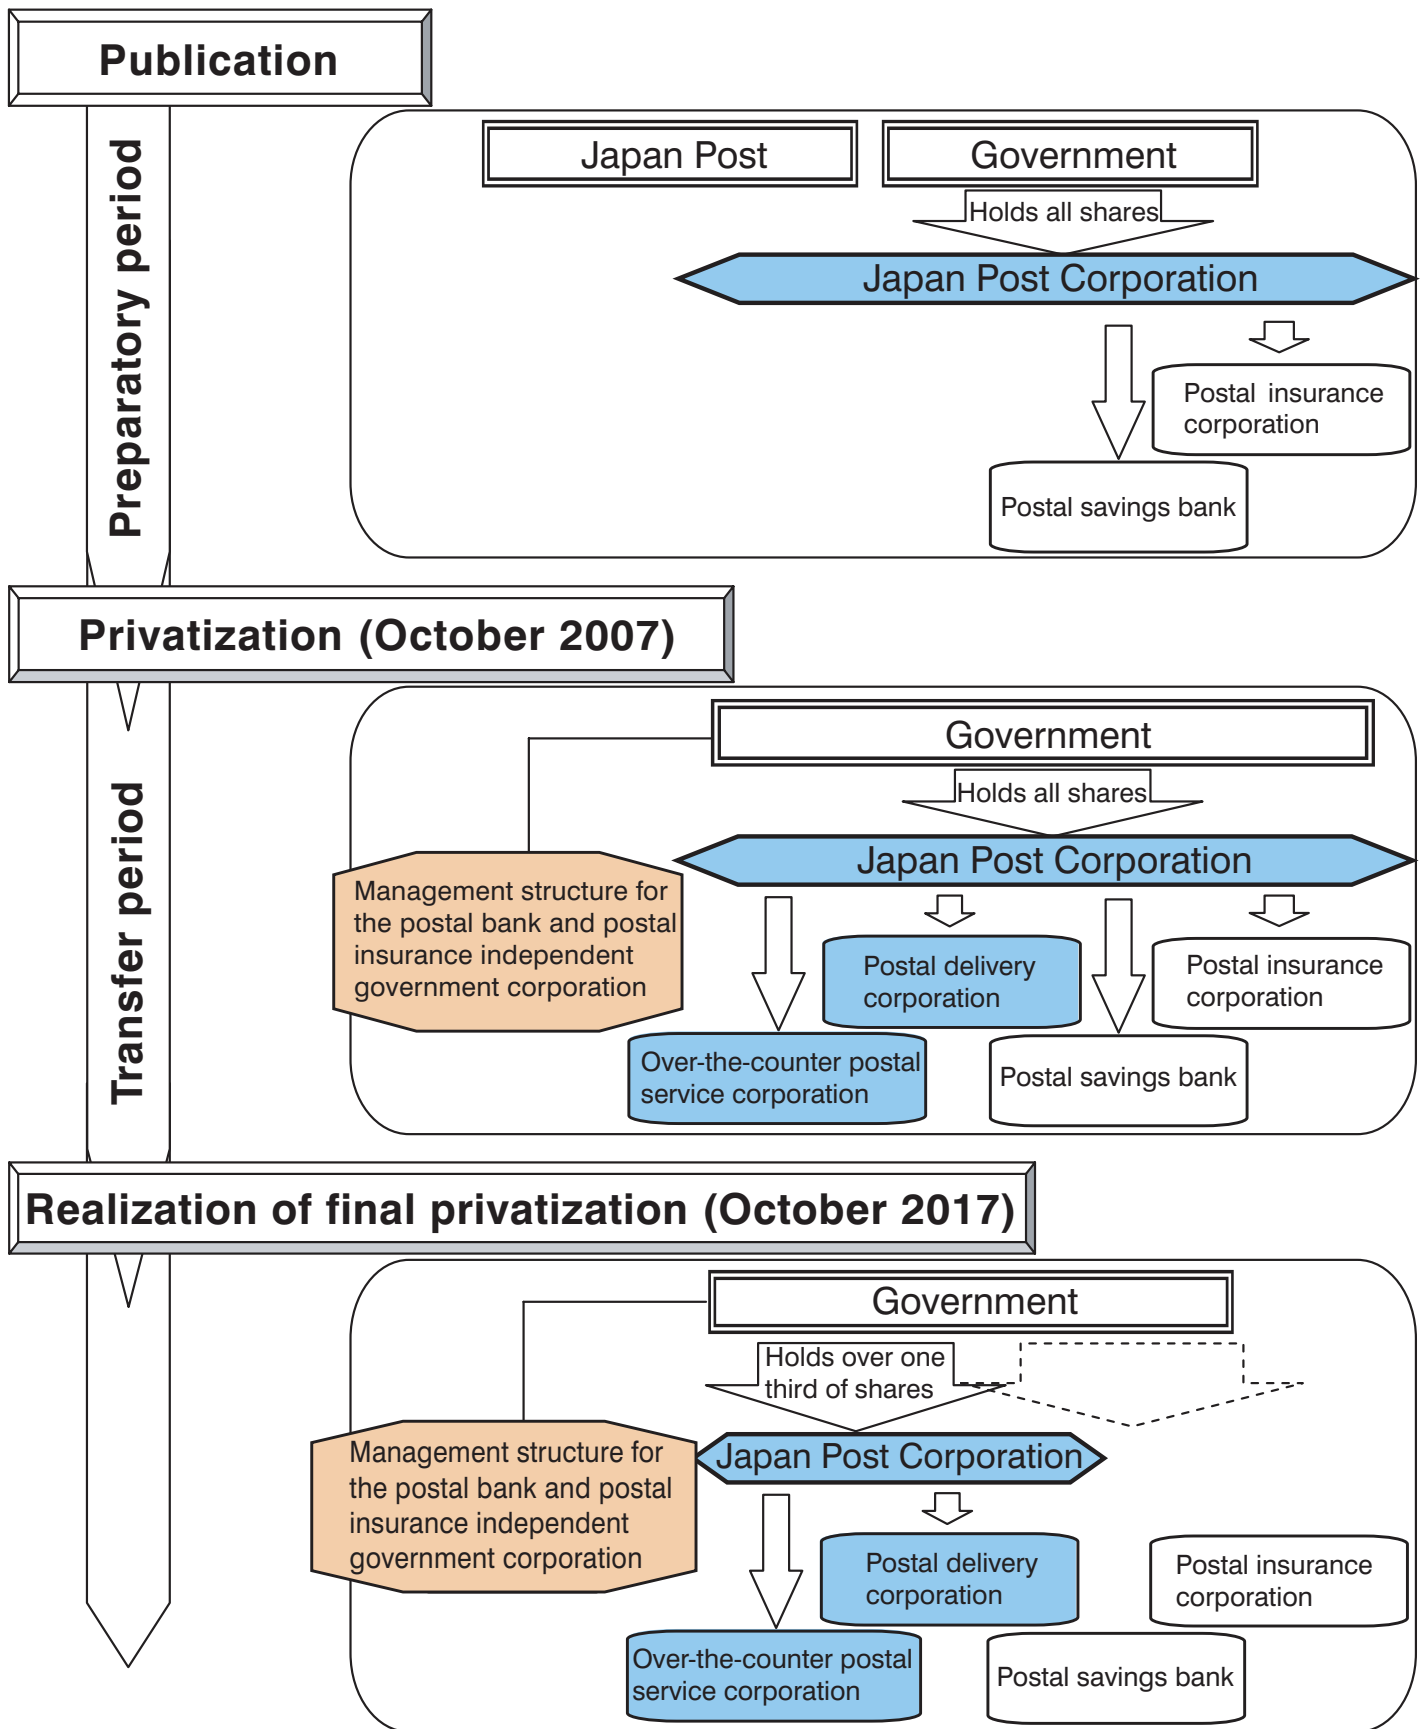 Publication
Preparatory period
Japan Post
Government
Holds all shares
Japan Post Corporation
Postal insurance
corporation
Postal savings bank
Privatization (October 2007)
Transfer period
Government
Holds all shares
Japan Post Corporation
Management structure for
the postal bank and postal
insurance independent
government corporation
Postal delivery
corporation
Postal insurance
corporation
Over-the-counter postal
service corporation
Postal savings bank
Realization of final privatization (October 2017)
Government
Holds over one
third of shares
Japan Post Corporation
Management structure for
the postal bank and postal
insurance independent
government corporation
Postal delivery
corporation
Postal insurance
corporation
Over-the-counter postal
service corporation
Postal savings bank